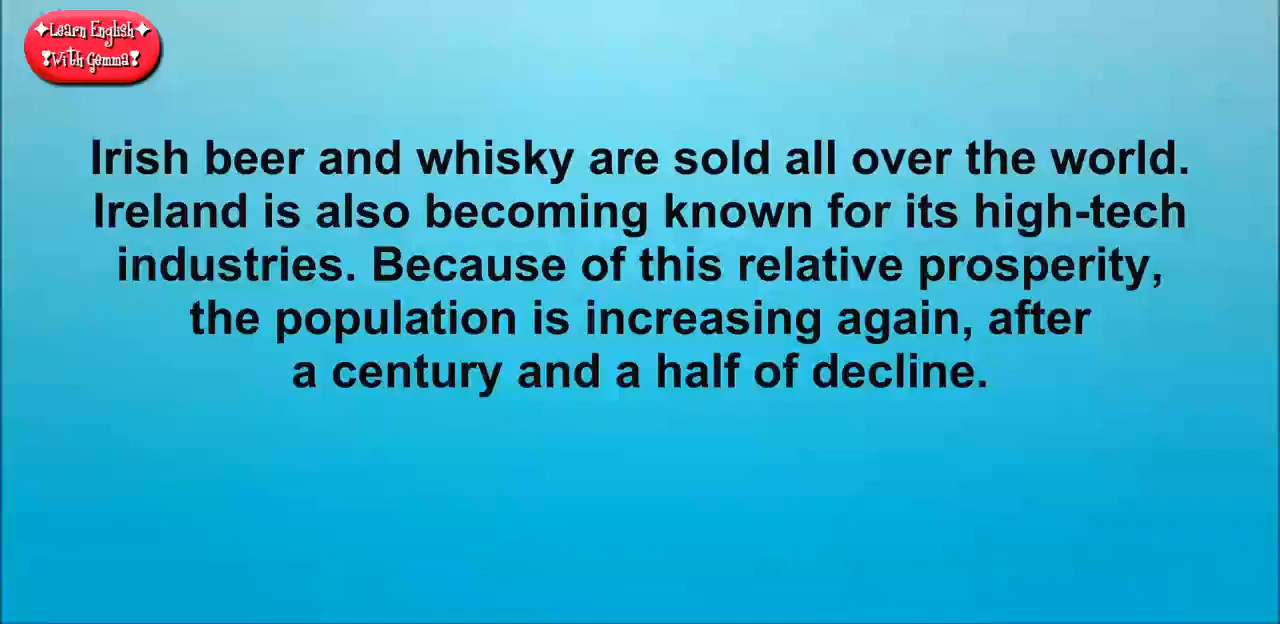 ✦Learn English✦
❣With Gemma❣
Irish beer and whisky are sold all over the world.
Ireland is also becoming known for its high-tech
industries. Because of this relative prosperity,
the population is increasing again, after
a century and a half of decline.